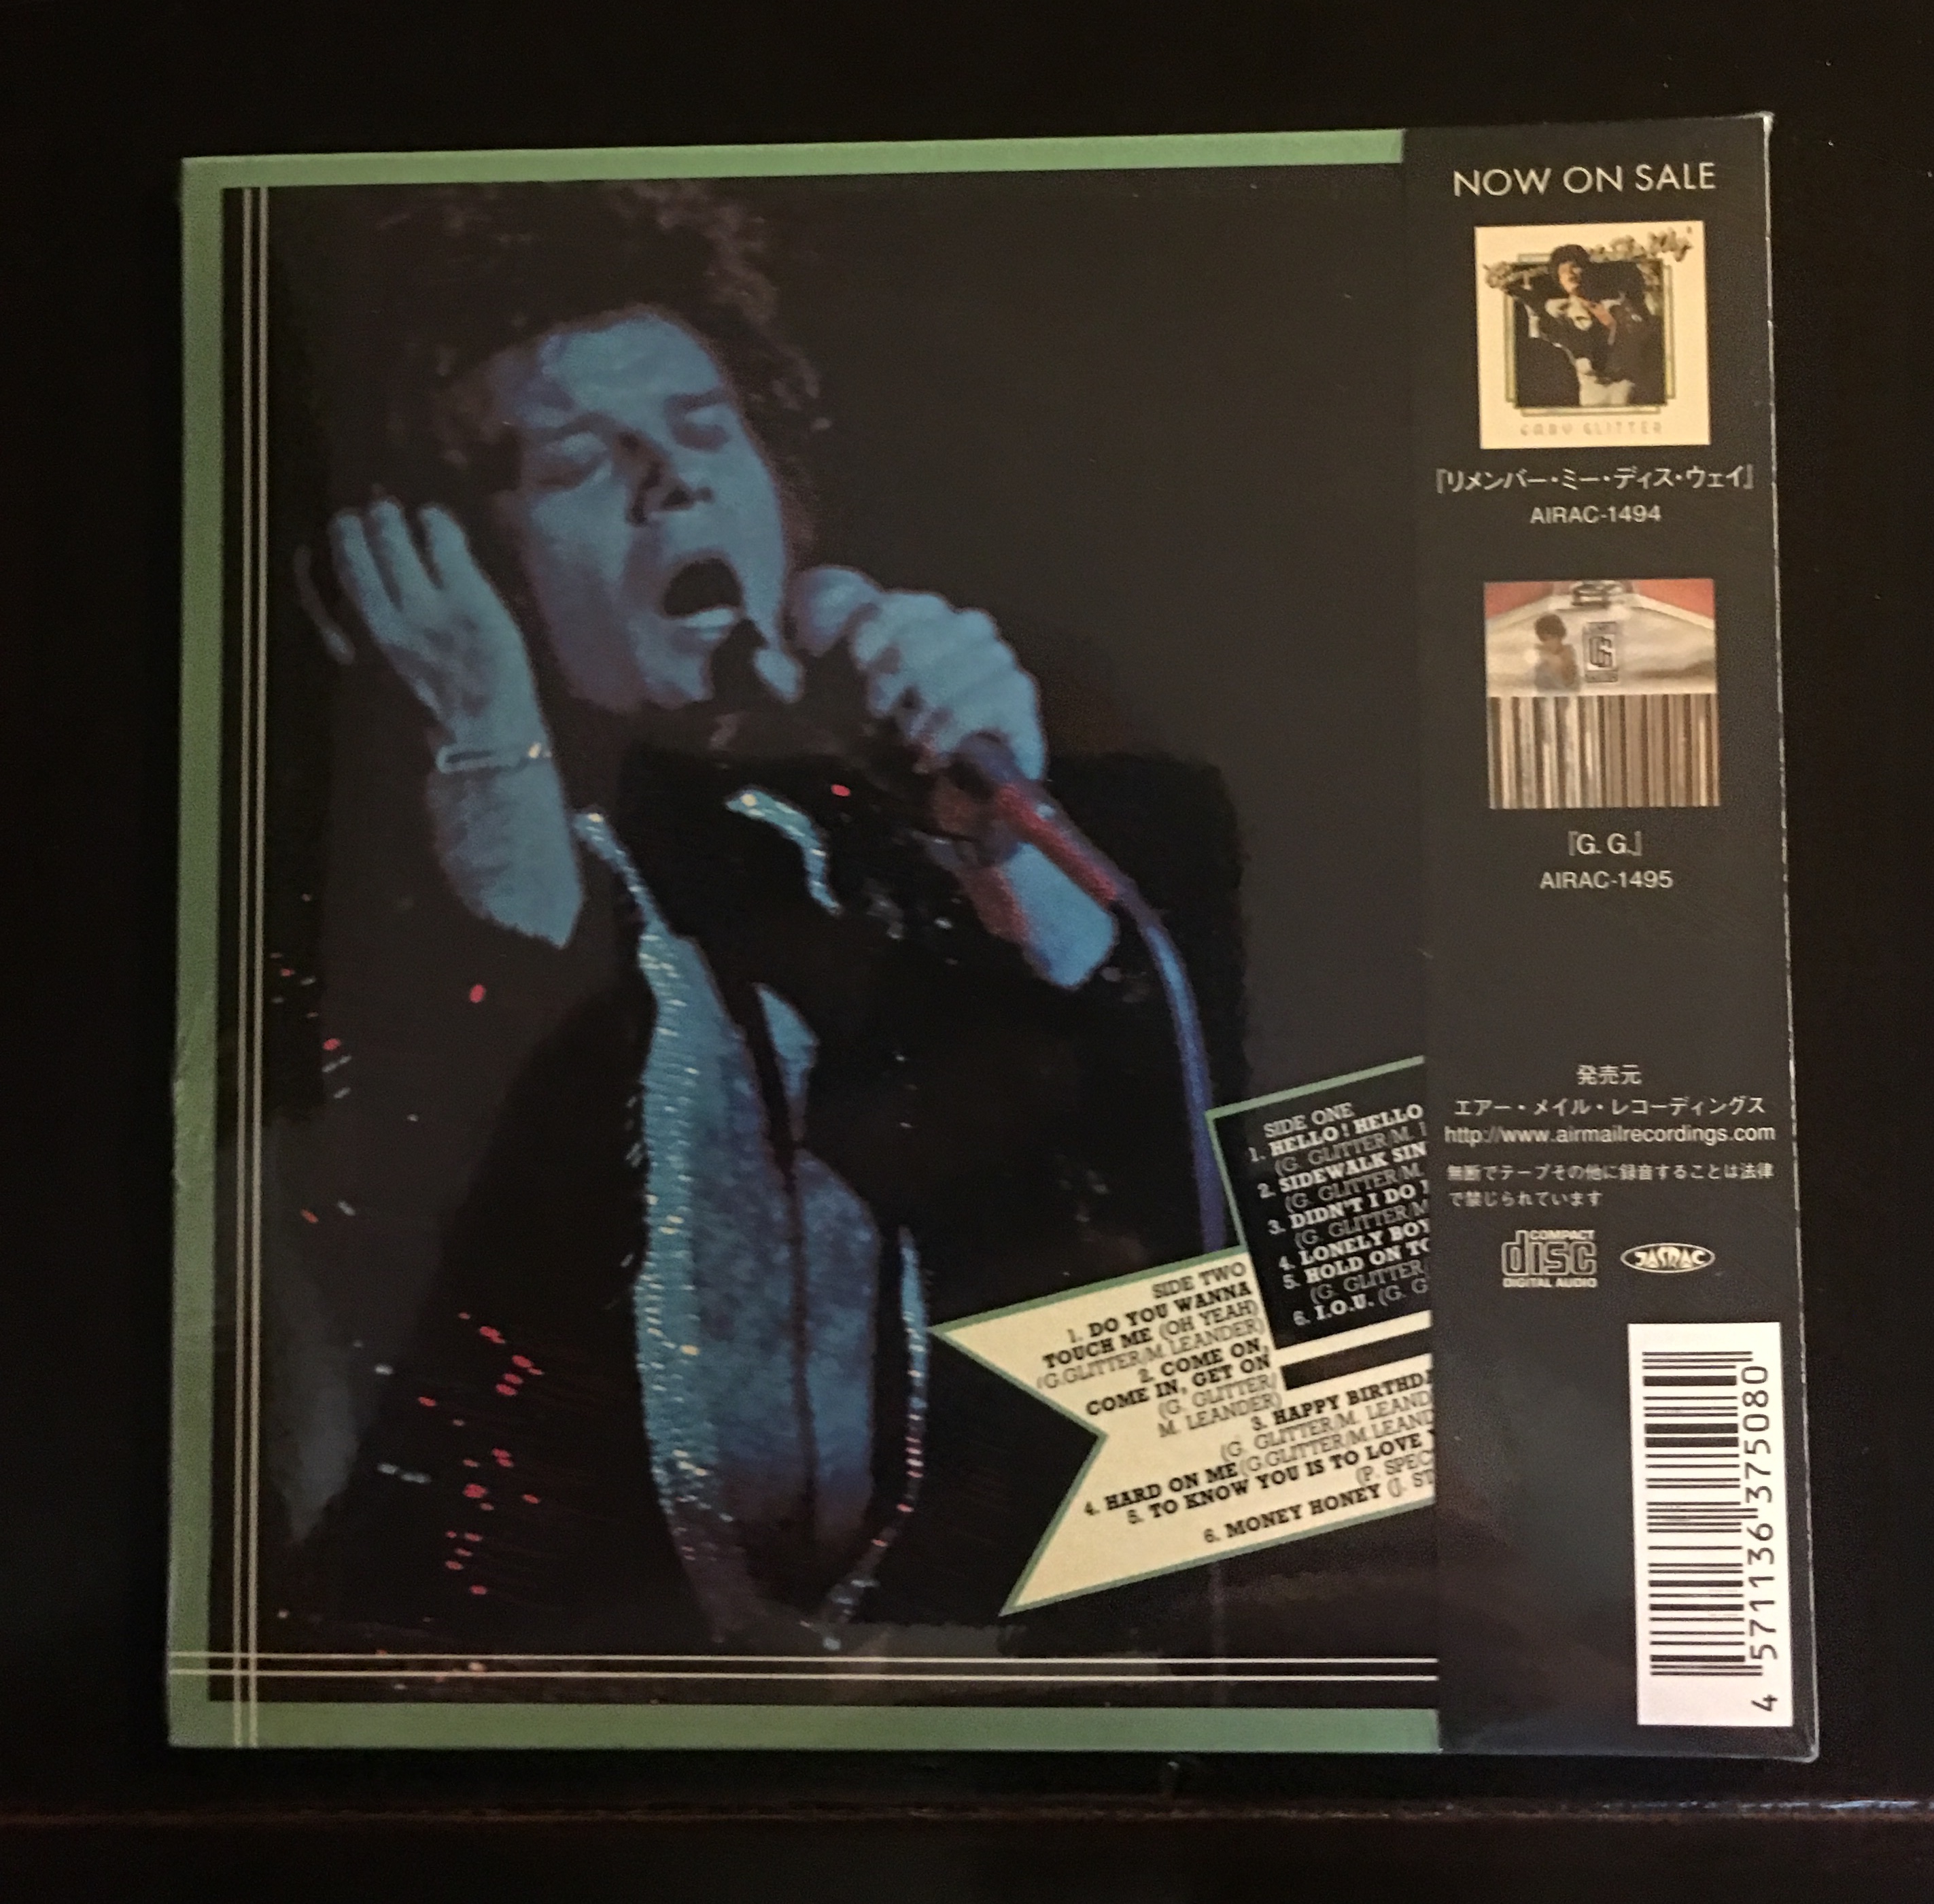 NOW ON SALE
GARY GLITTER
『リメンバー・ミー・ディス・ウェイ』
AIRAC-1494
『G. G.』
AIRAC-1495
発売元
エアー・メイル・レコーディングス
http://www.airmailrecordings.com
無断でテープその他に録音することは法律
で禁じられています
COMPACT
disc
DIGITAL AUDIO
JASRAC
4 571136 375080
SIDE ONE
1. HELLO! HELLO
(G. GLITTER/M.
2. SIDEWALK SIN
(G. GLITTER/M.
3. DIDN'T I DO
(G. GLITTER/M
4. LONELY BOY
5. HOLD ON TO
(G. GLITTER
6. I.O.U. (G. G
SIDE TWO
1. DO YOU WANNA
TOUCH ME (OH YEAH)
(G.GLITTER/M. LEANDER)
2. COME ON,
COME IN, GET ON
(G. GLITTER/
M. LEANDER)
3. HAPPY BIRTHD
(G. GLITTER/M. LEAND
4. HARD ON ME (G.GLITTER/M.LEAND
5. TO KNOW YOU IS TO LOVE
(P. SPEC
6. MONEY HONEY (J. ST